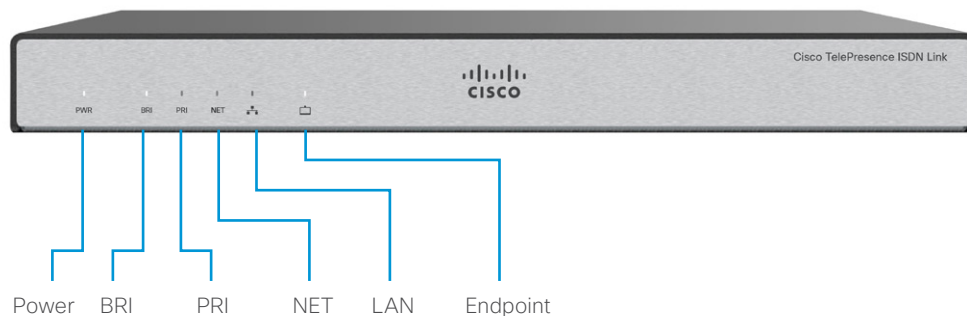 Cisco TelePresence ISDN Link
CISCO
PWR BRI PRI NET
Power BRI PRI NET LAN Endpoint